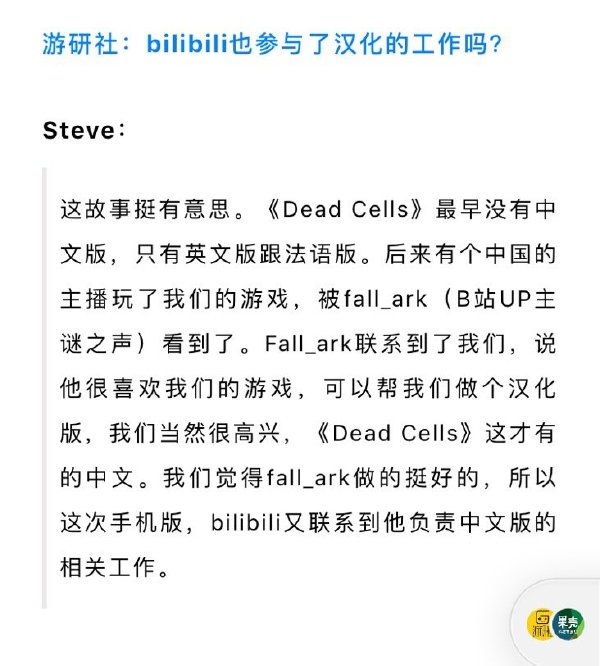 游研社：bilibili也参与了汉化的工作吗?
Steve：
这故事挺有意思。《Dead Cells》最早没有中
文版，只有英文版跟法语版。后来有个中国的
主播玩了我们的游戏，被fall_ark（B站UP主
谜之声）看到了。Fall_ark联系到了我们，说
他很喜欢我们的游戏，可以帮我们做个汉化
版，我们当然很高兴，《Dead Cells》这才有
的中文。我们觉得fall_ark做的挺好的，所以
这次手机版，bilibili又联系到他负责中文版的
相关工作。
果壳